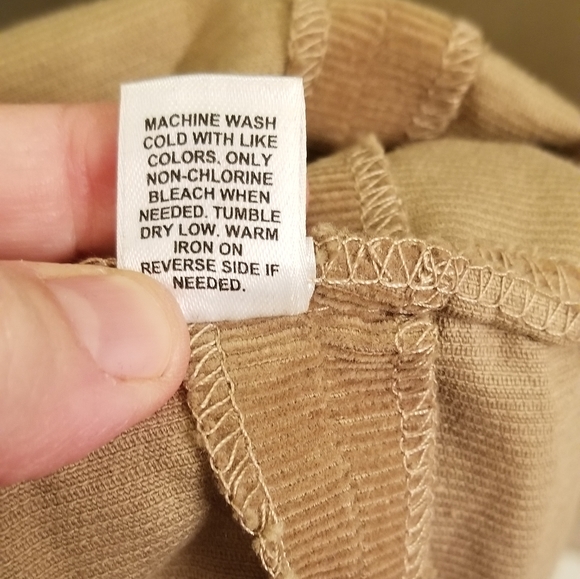 MACHINE WASH
COLD WITH LIKE
COLORS. ONLY
NON-CHLORINE
BLEACH WHEN
NEEDED. TUMBLE
DRY LOW. WARM
IRON ON
REVERSE SIDE IF
NEEDED.